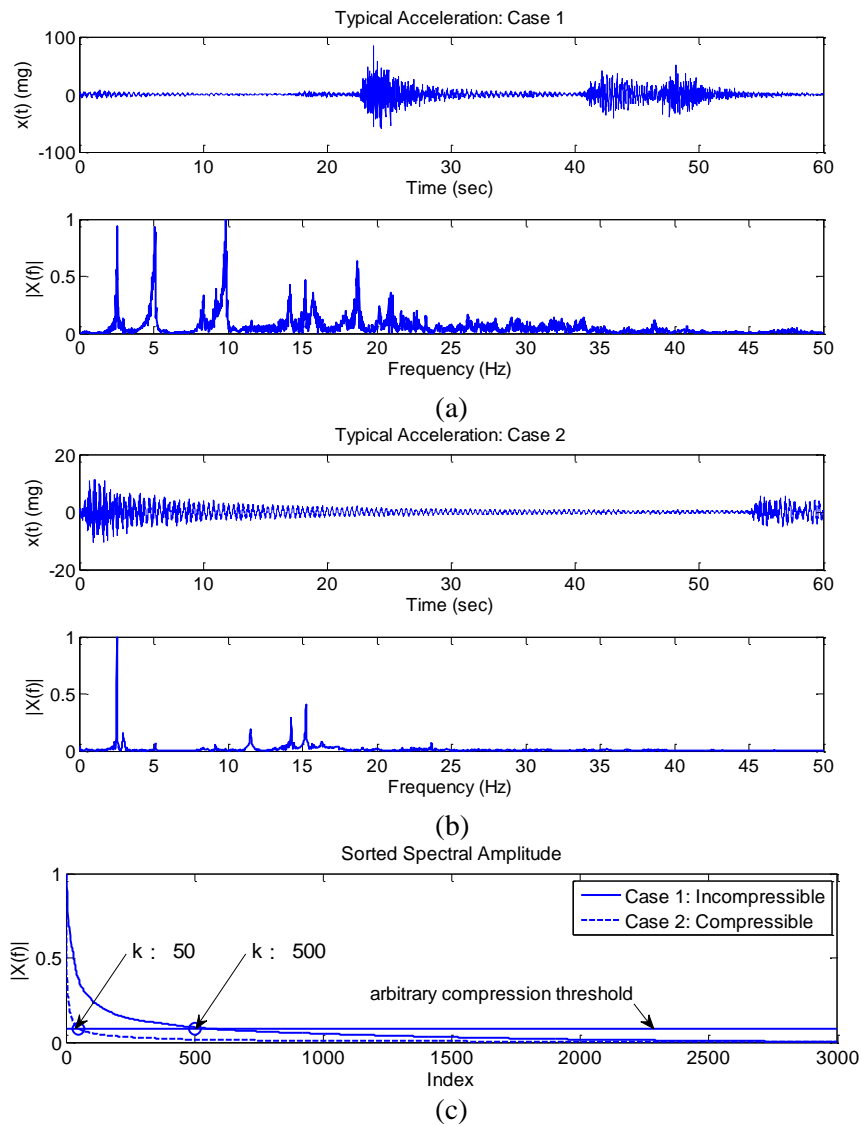 Typical Acceleration: Case 1
100
0
-100
x(t) (mg)
0 10 20 30 40 50 60
Time (sec)
1
0.5
0
|X(f)|
0 5 10 15 20 25 30 35 40 45 50
Frequency (Hz)
(a)
Typical Acceleration: Case 2
20
0
-20
x(t) (mg)
0 10 20 30 40 50 60
Time (sec)
1
0.5
0
|X(f)|
0 5 10 15 20 25 30 35 40 45 50
Frequency (Hz)
(b)
Sorted Spectral Amplitude
1
0.5
0
|X(f)|
Case 1: Incompressible
Case 2: Compressible
k : 50
k : 500
arbitrary compression threshold
0 500 1000 1500 2000 2500 3000
Index
(c)